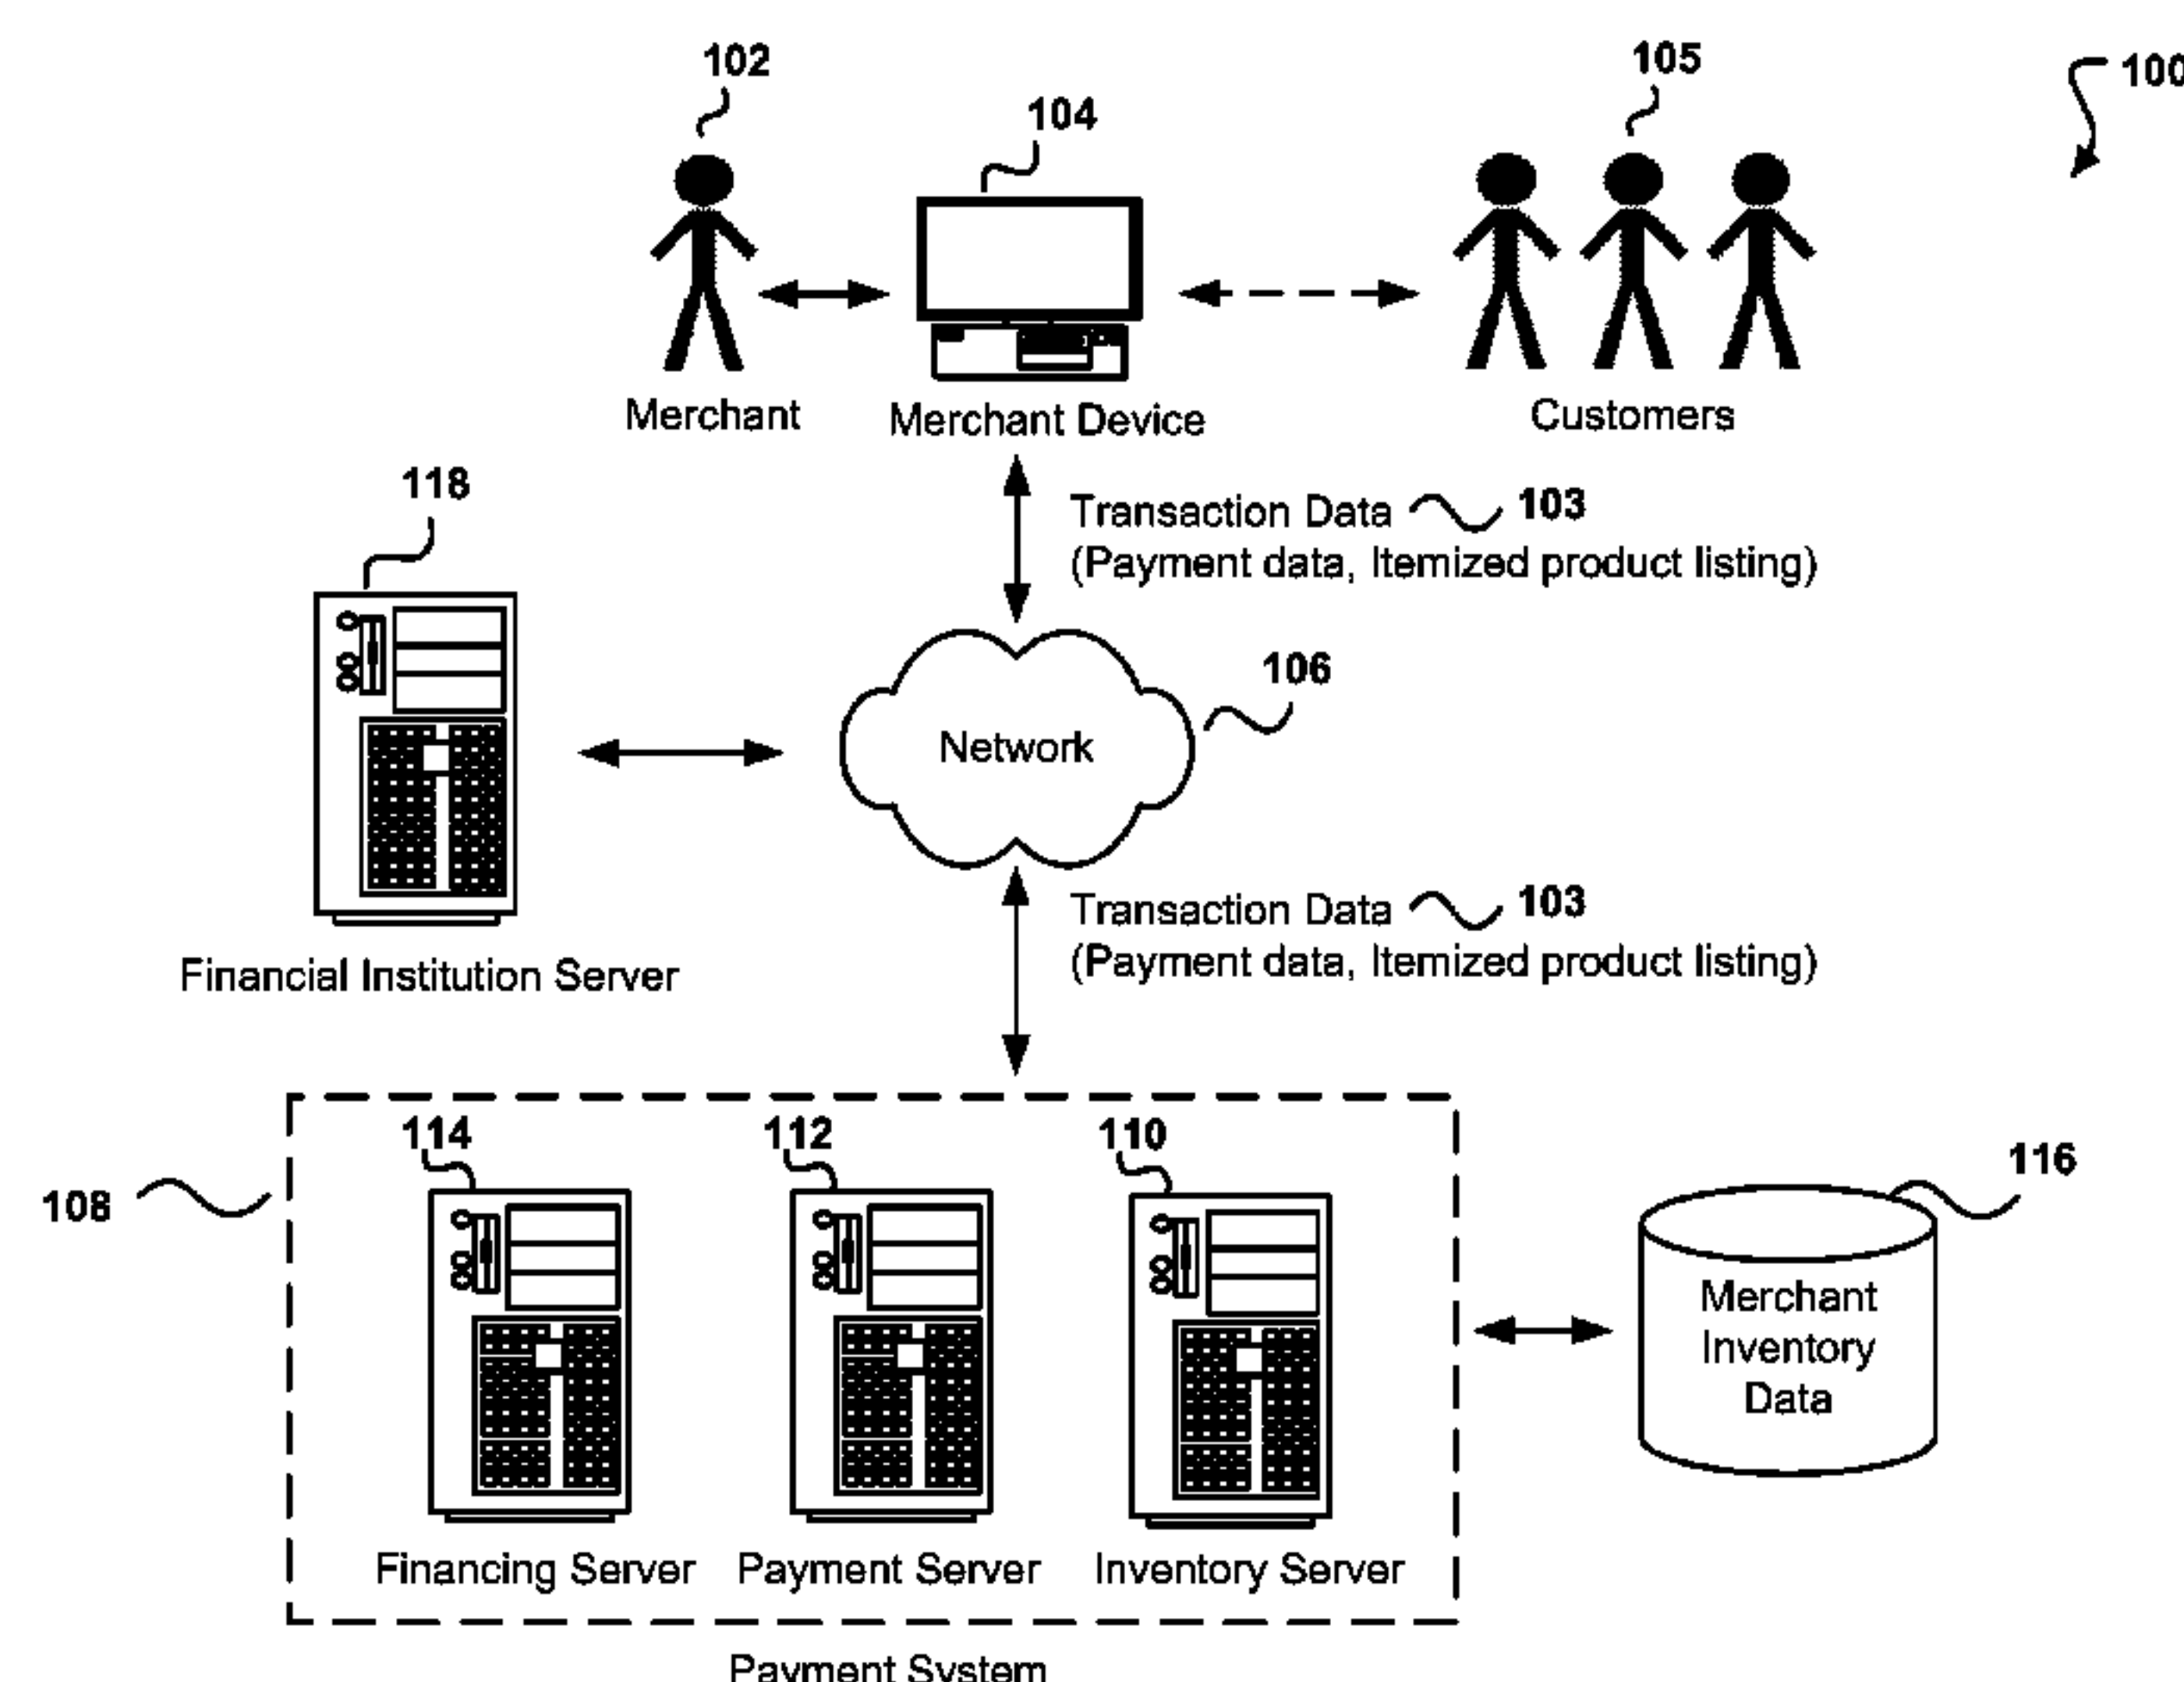 102
105
100
104
Merchant
Merchant Device
Customers
118
Transaction Data 103
(Payment data, Itemized product listing)
106
Network
Transaction Data 103
(Payment data, Itemized product listing)
Financial Institution Server
114
112
110
116
108
Merchant
Inventory
Data
Financing Server
Payment Server
Inventory Server
Payment System